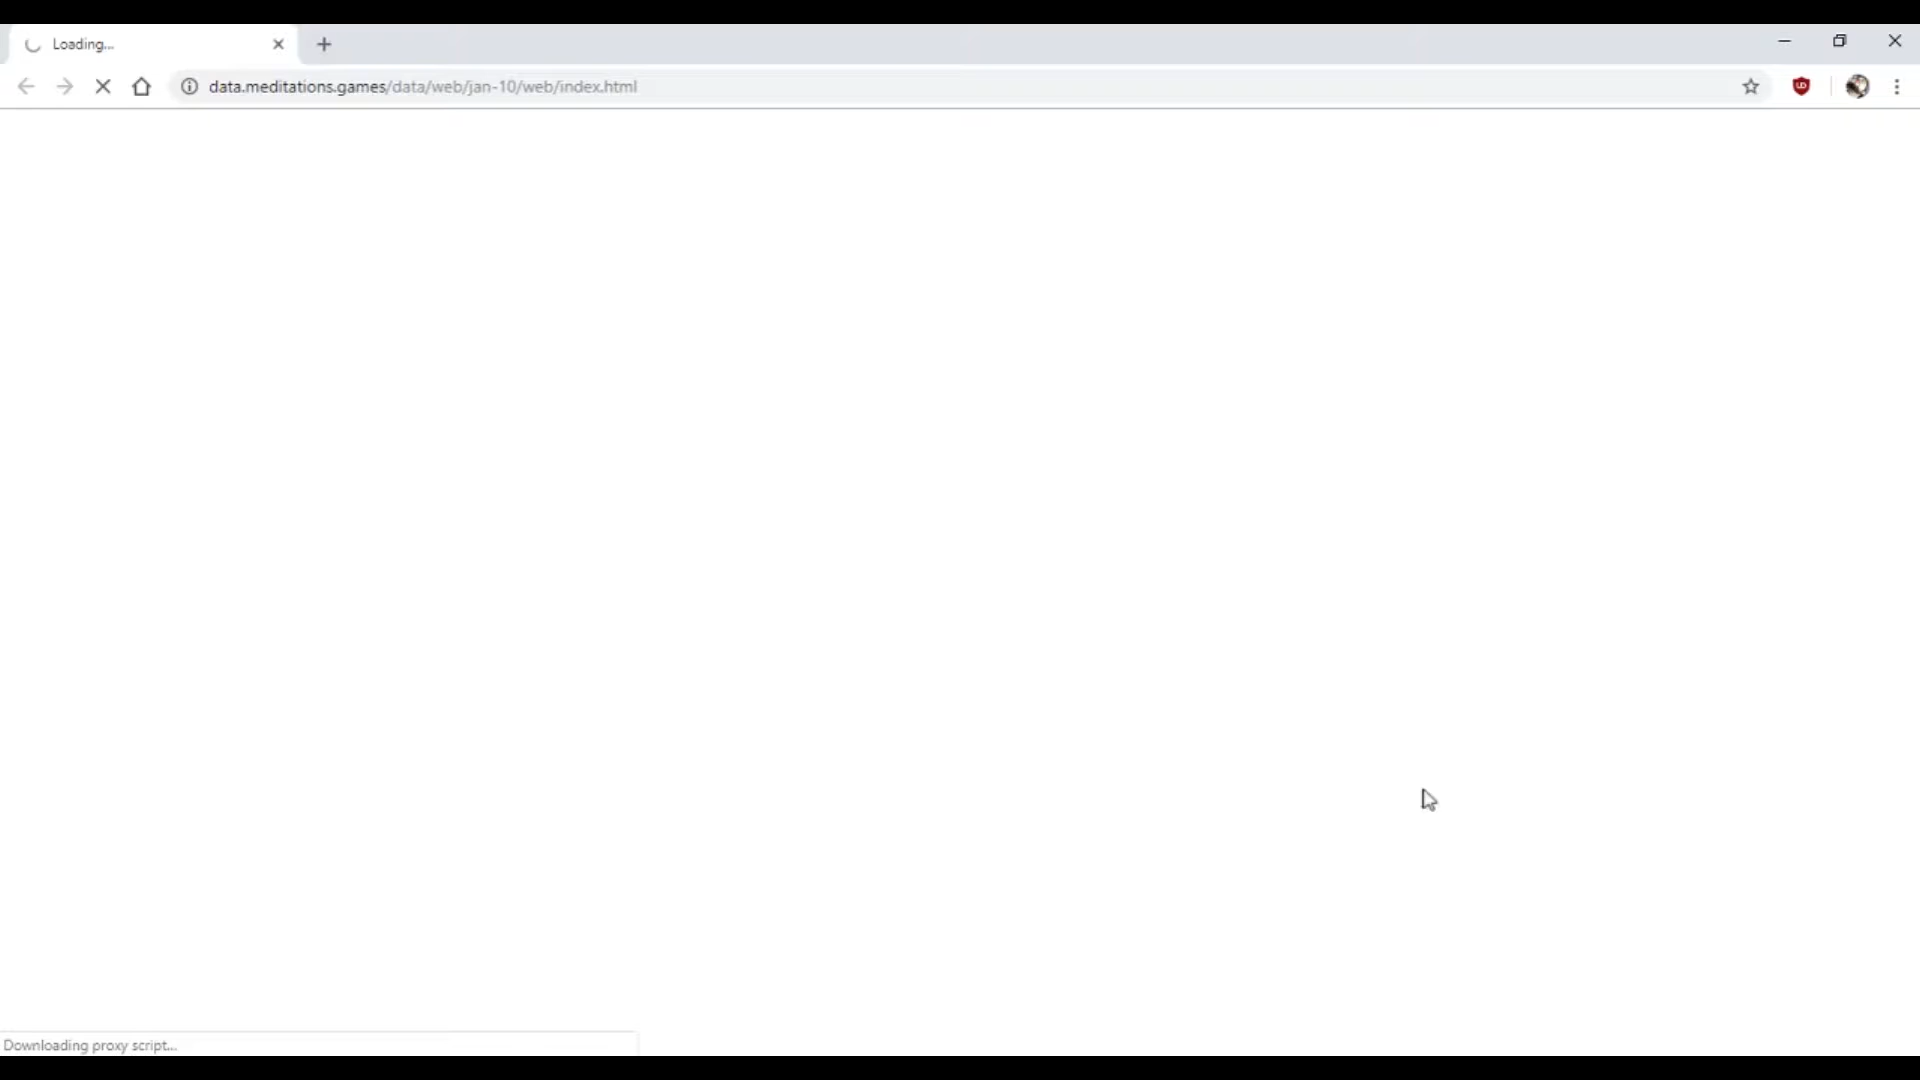 Loading...
data.meditations.games/data/web/jan-10/web/index.html
Downloading proxy script...